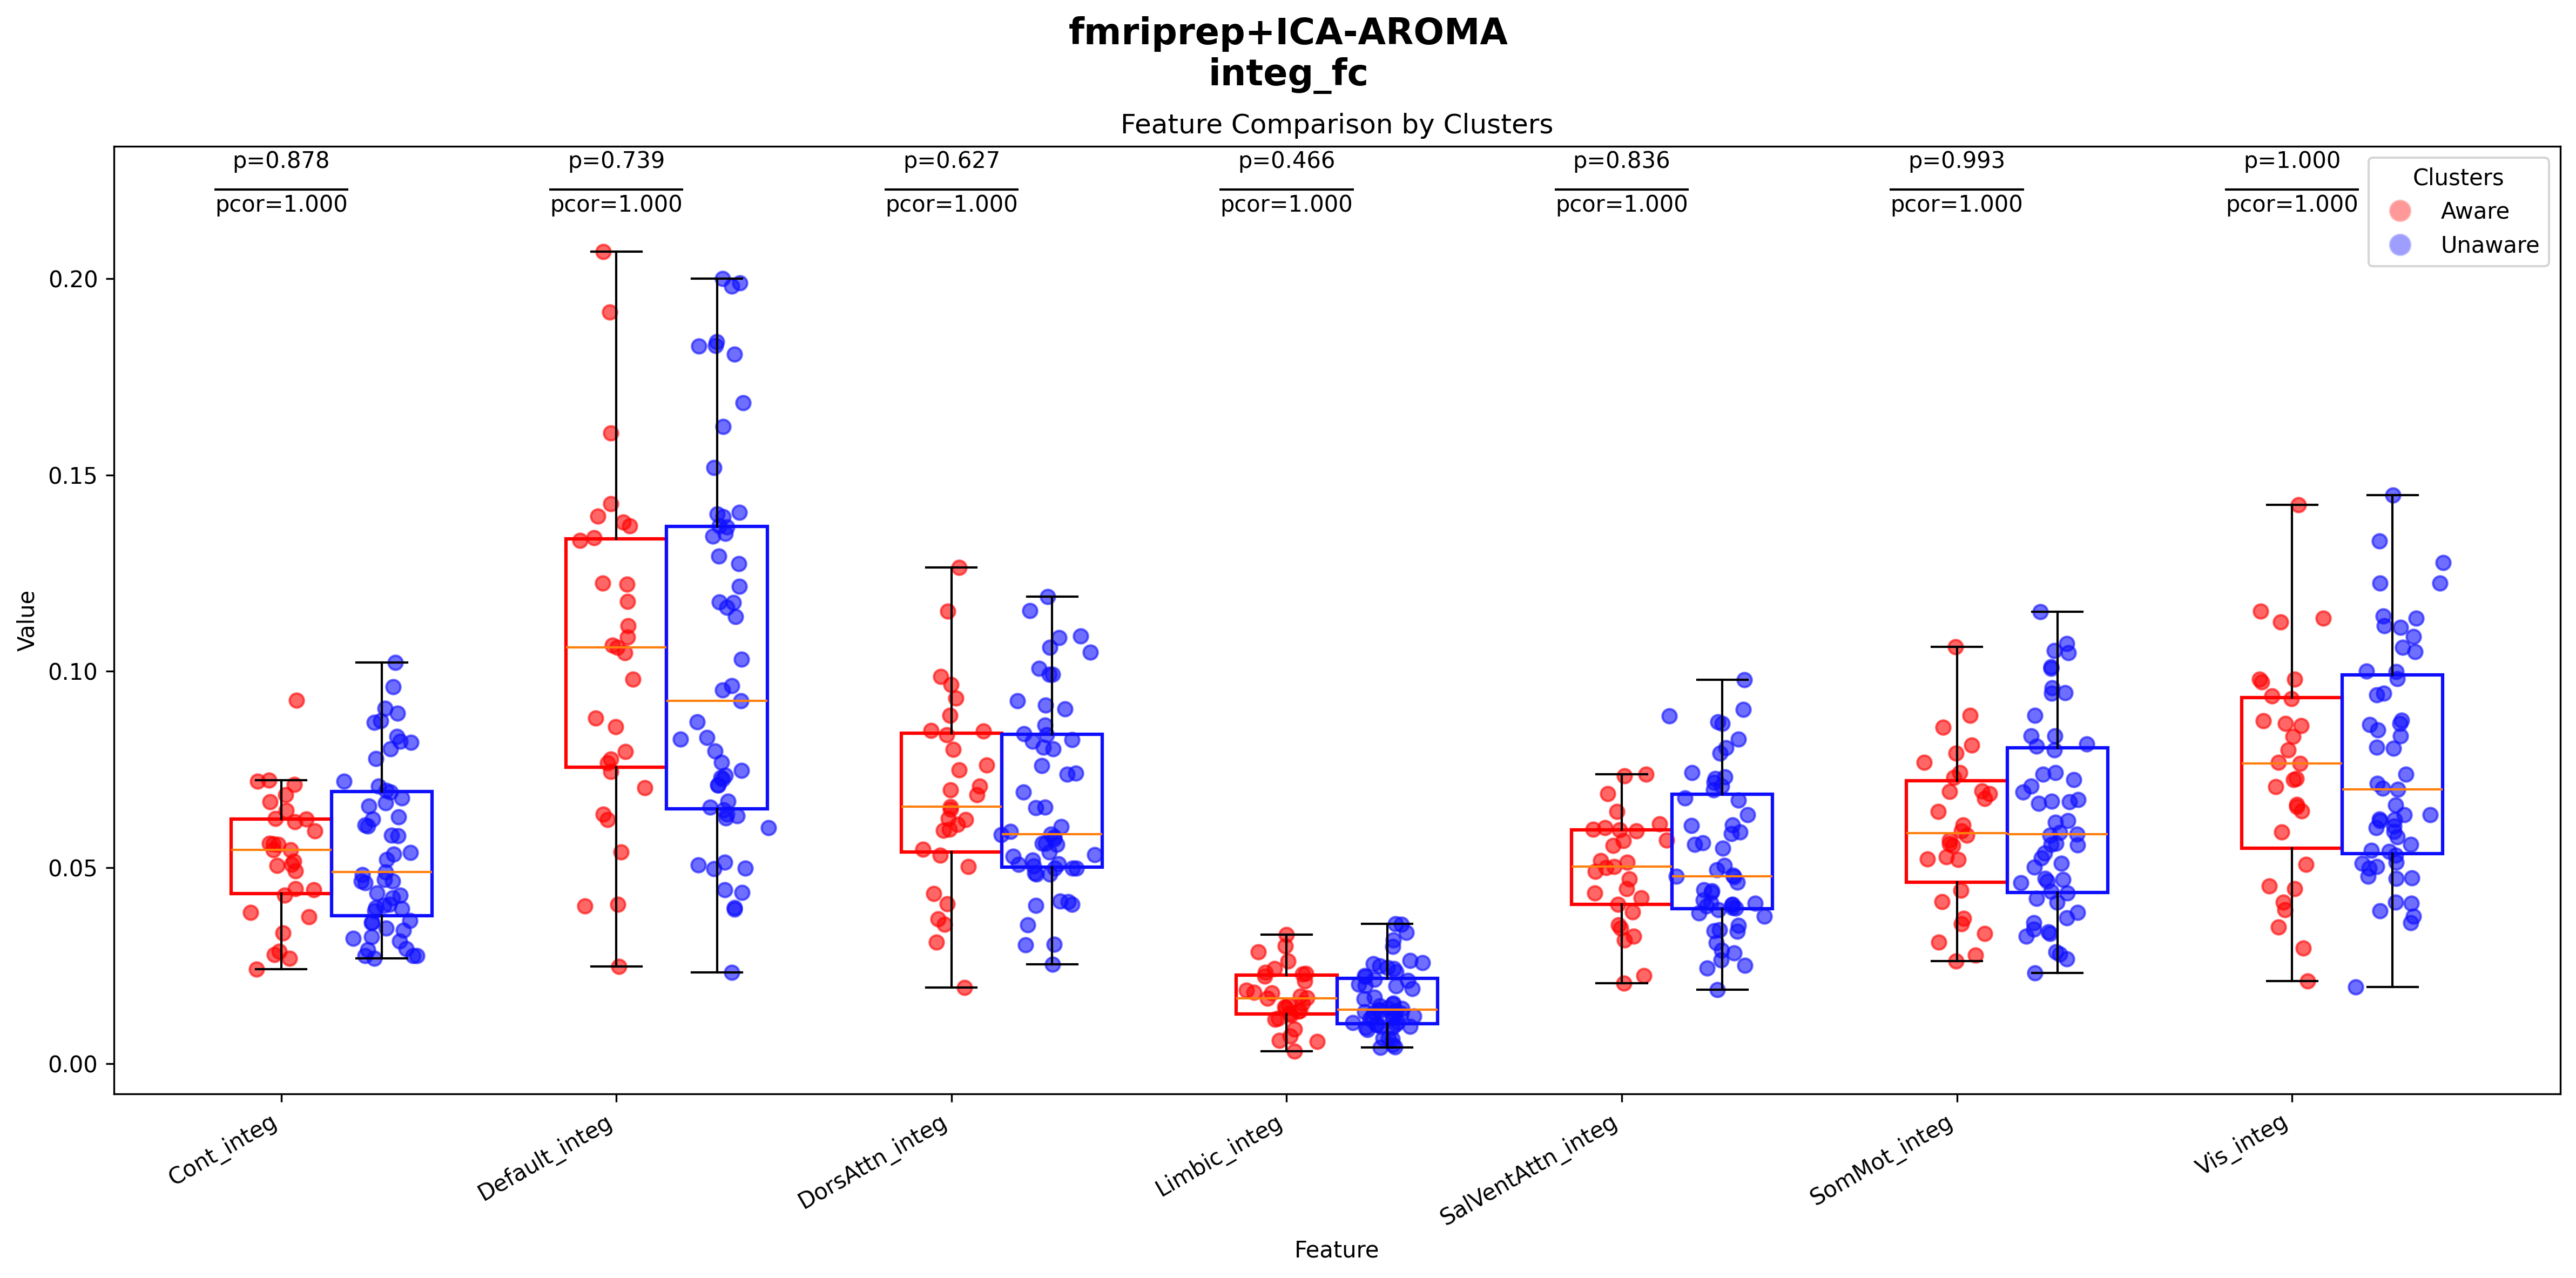 fmriprep+ICA-AROMA
integ_fc
Feature Comparison by Clusters
p=0.878
pcor=1.000
p=0.739
pcor=1.000
p=0.627
pcor=1.000
p=0.466
pcor=1.000
p=0.836
pcor=1.000
p=0.993
pcor=1.000
p=1.000
pcor=1.000
Clusters
Aware
Unaware
Value
0.20
0.15
0.10
0.05
0.00
Cont_integ
Default_integ
DorsAttn_integ
Limbic_integ
SalVentAttn_integ
SomMot_integ
Vis_integ
Feature